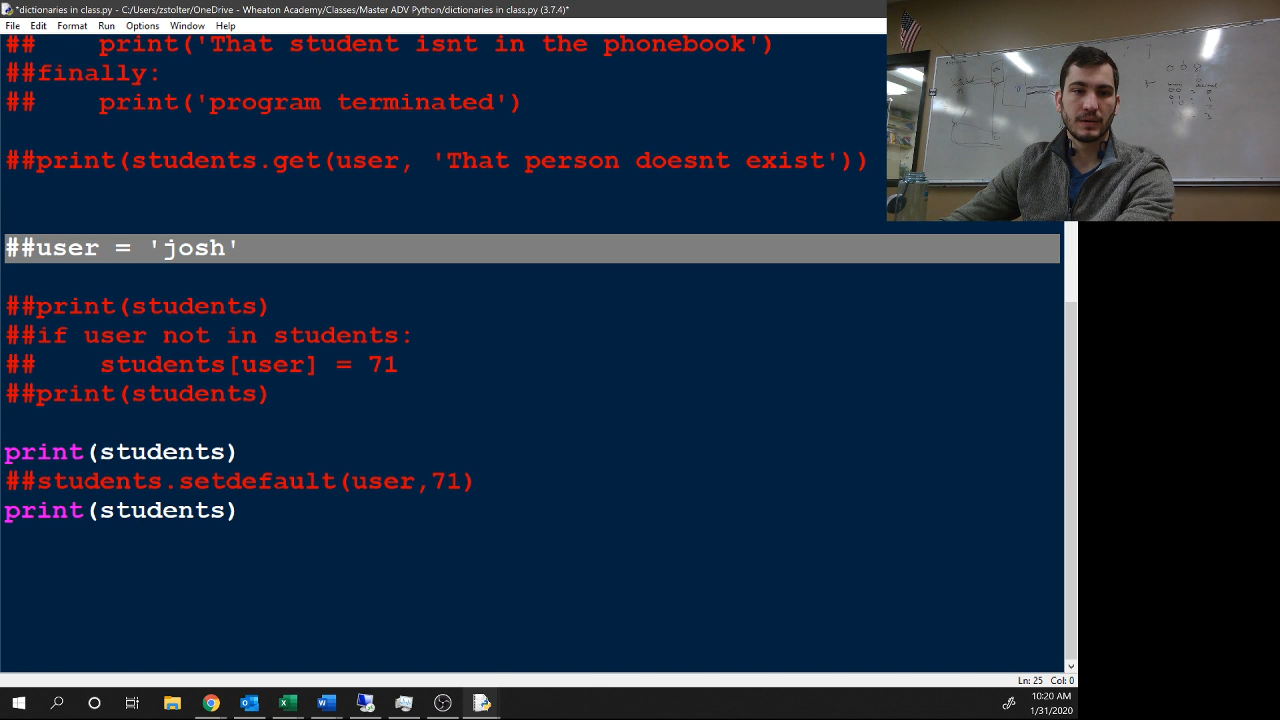 *dictionaries in class.py - C:/Users/zstolter/OneDrive - Wheaton Academy/Classes/Master ADV Python/dictionaries in class.py (3.7.4)*
File Edit Format Run Options Window Help
##    print('That student isnt in the phonebook')
##finally:
##    print('program terminated')
##print(students.get(user, 'That person doesnt exist'))
##user = 'josh'
##print(students)
##if user not in students:
##    students[user] = 71
##print(students)
print(students)
##students.setdefault(user,71)
print(students)
Ln: 25 Col: 0
10:20 AM
1/31/2020